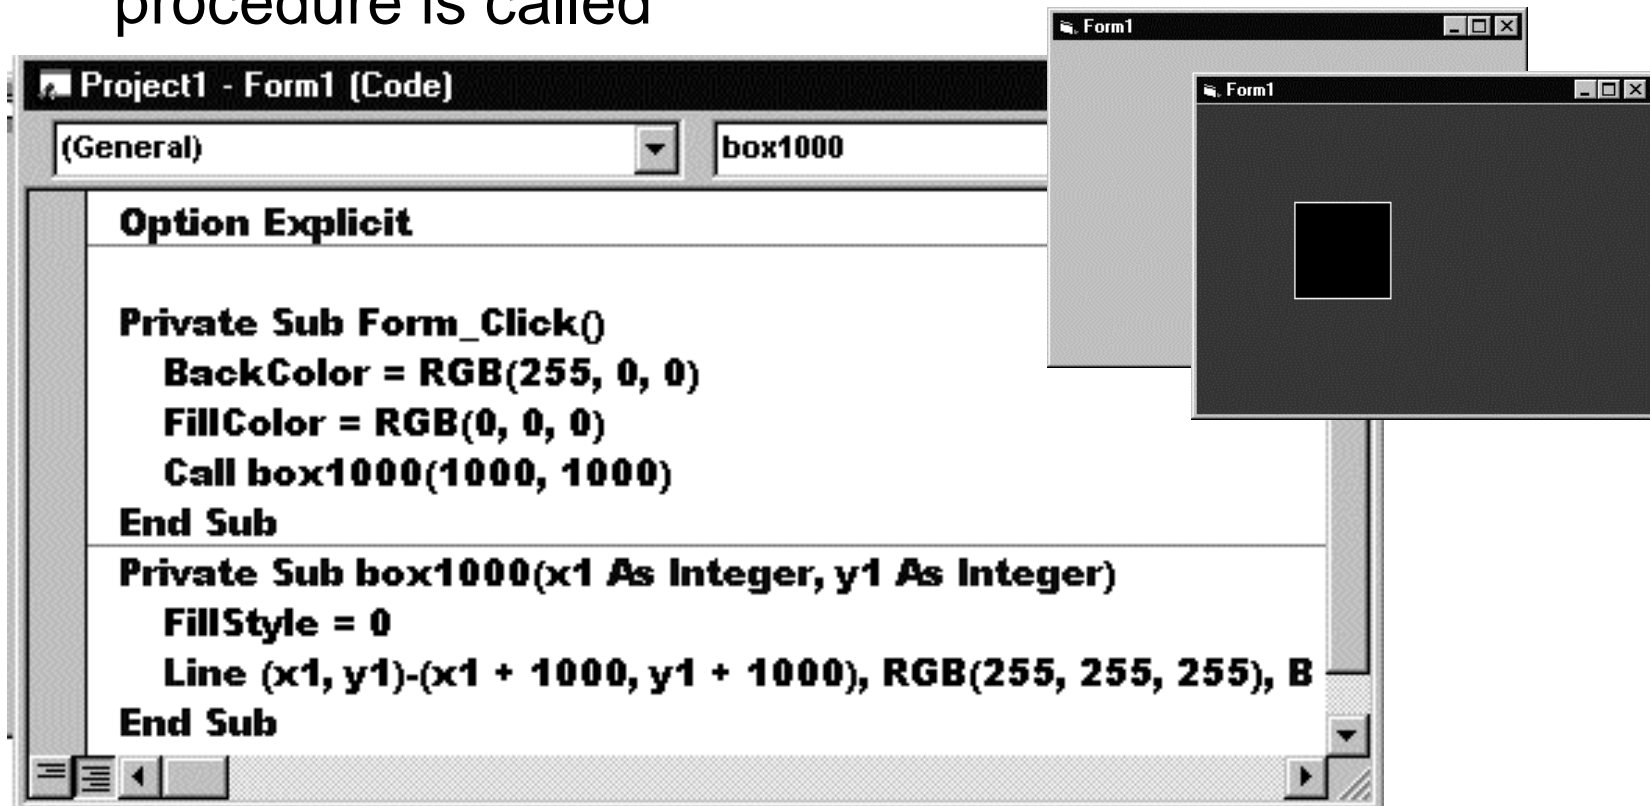 procedure is called
Form1
Form1
Project1 - Form1 (Code)
(General)
box1000
Option Explicit
Private Sub Form_Click()
BackColor = RGB(255, 0, 0)
FillColor = RGB(0, 0, 0)
Call box1000(1000, 1000)
End Sub
Private Sub box1000(x1 As Integer, y1 As Integer)
FillStyle = 0
Line (x1, y1)-(x1 + 1000, y1 + 1000), RGB(255, 255, 255), B
End Sub